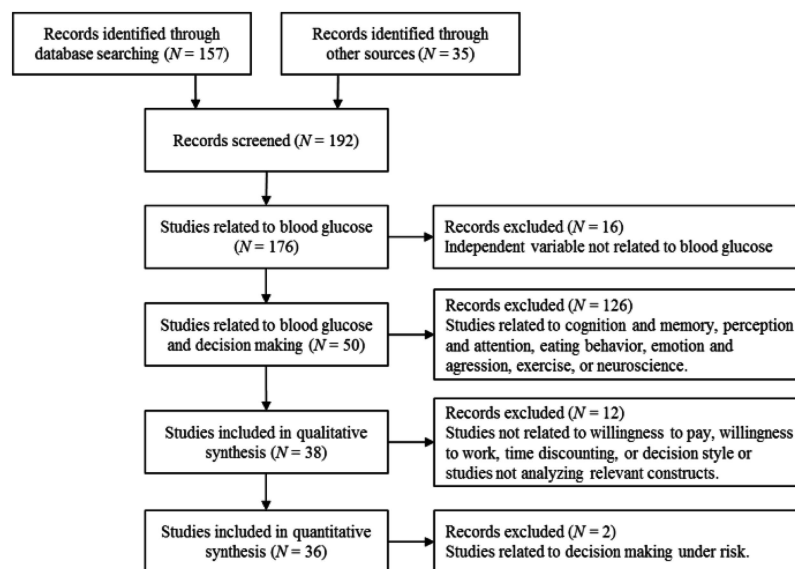 Records identified through
database searching (N = 157)
Records identified through
other sources (N = 35)
Records screened (N = 192)
Studies related to blood glucose
(N = 176)
Records excluded (N = 16)
Independent variable not related to blood glucose
Studies related to blood glucose
and decision making (N = 50)
Records excluded (N = 126)
Studies related to cognition and memory, perception
and attention, eating behavior, emotion and
agression, exercise, or neuroscience.
Studies included in qualitative
synthesis (N = 38)
Records excluded (N = 12)
Studies not related to willingness to pay, willingness
to work, time discounting, or decision style or
studies not analyzing relevant constructs.
Studies included in quantitative
synthesis (N = 36)
Records excluded (N = 2)
Studies related to decision making under risk.